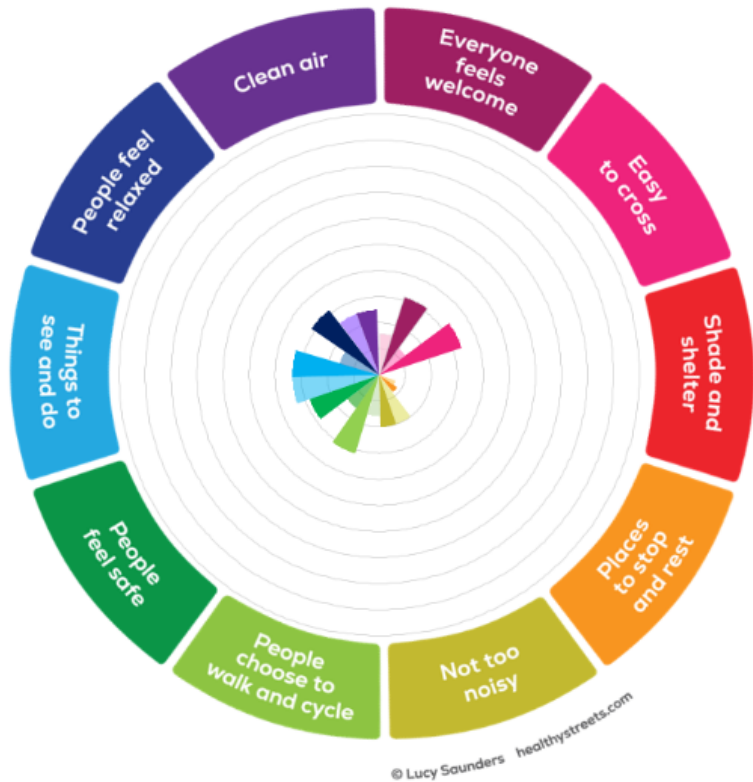 Everyone
feels
welcome
Easy
to cross
Shade and
shelter
Places
to stop
and rest
Not too
noisy
People
choose to
walk and cycle
People
feel safe
Things to
see and do
People feel
relaxed
Clean air
© Lucy Saunders healthystreets.com